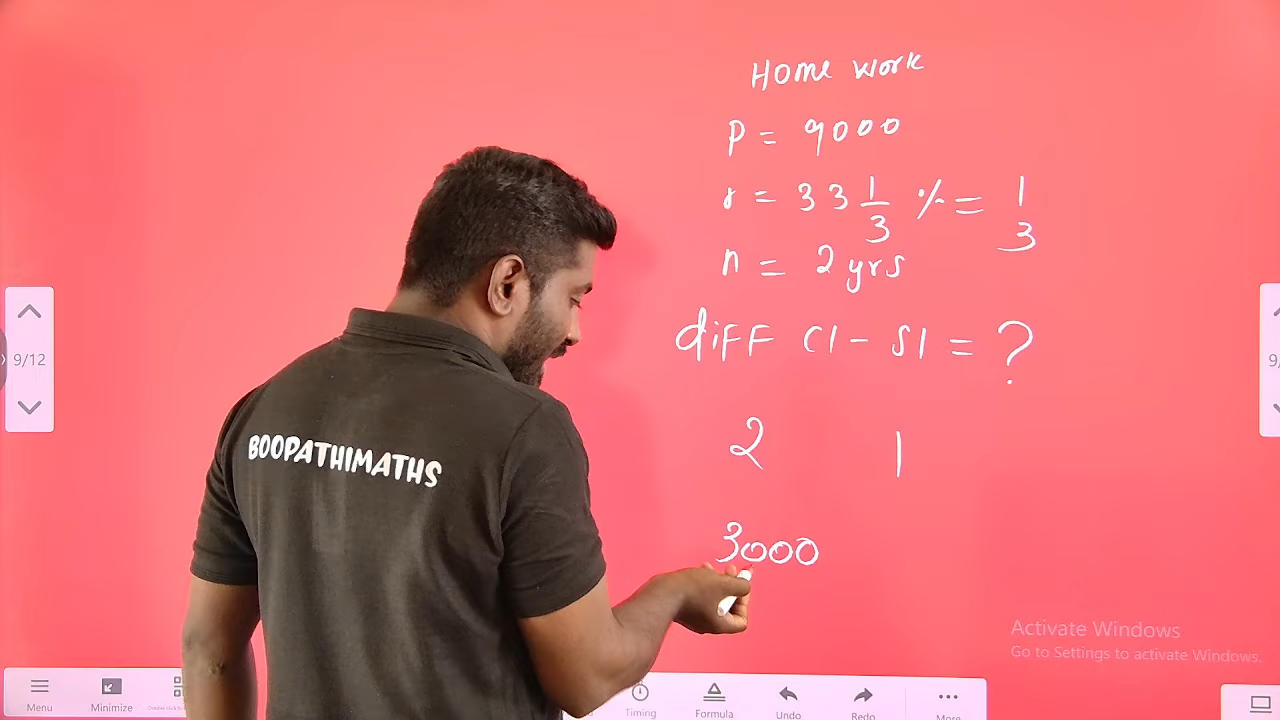 Home work
P = 9000
r = 33 1/3 % = 1/3
n = 2 yrs
diff CI - SI = ?
2 1
3000
BOOPATHIMATHS
9/12
Activate Windows
Go to Settings to activate Windows.
Menu
Minimize
Timing
Formula
Undo
Redo